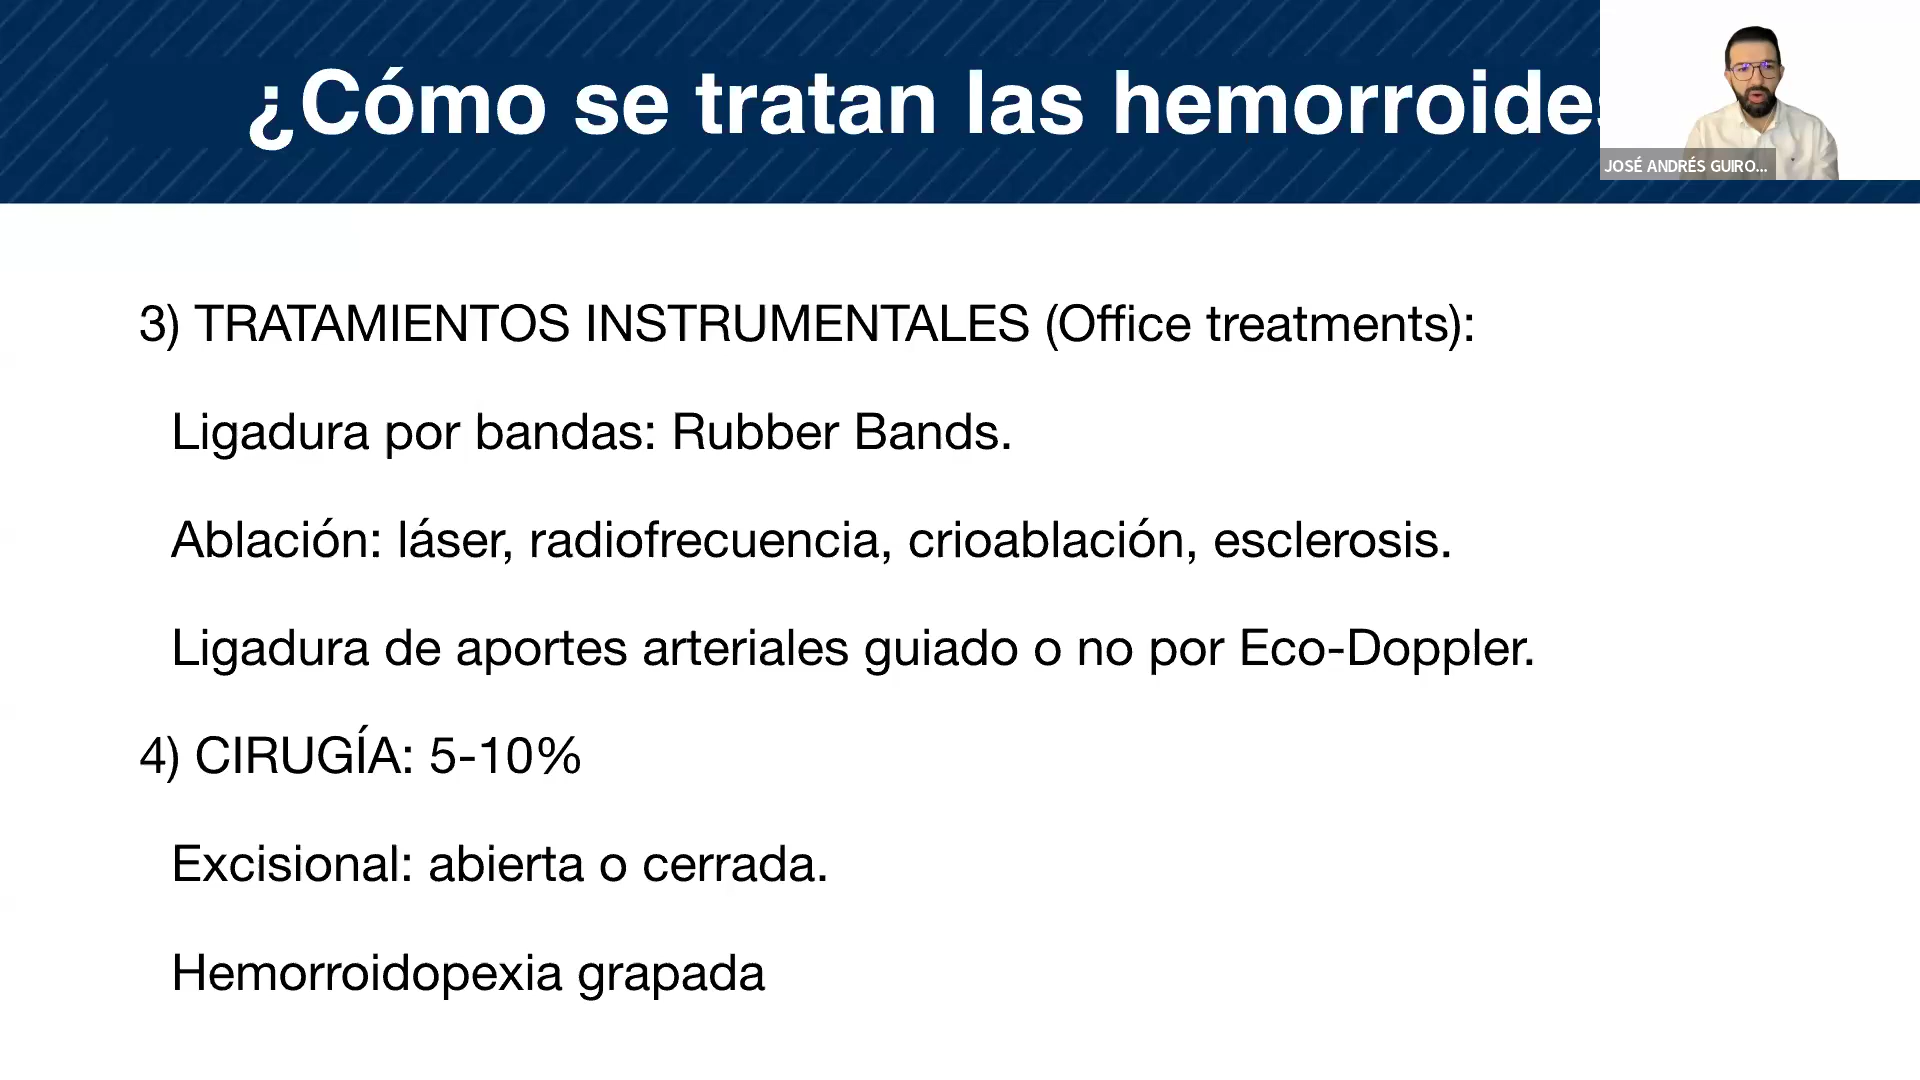 ¿Cómo se tratan las hemorroides
JOSÉ ANDRÉS GUIRO...
3) TRATAMIENTOS INSTRUMENTALES (Office treatments):
Ligadura por bandas: Rubber Bands.
Ablación: láser, radiofrecuencia, crioablación, esclerosis.
Ligadura de aportes arteriales guiado o no por Eco-Doppler.
4) CIRUGÍA: 5-10%
Excisional: abierta o cerrada.
Hemorroidopexia grapada